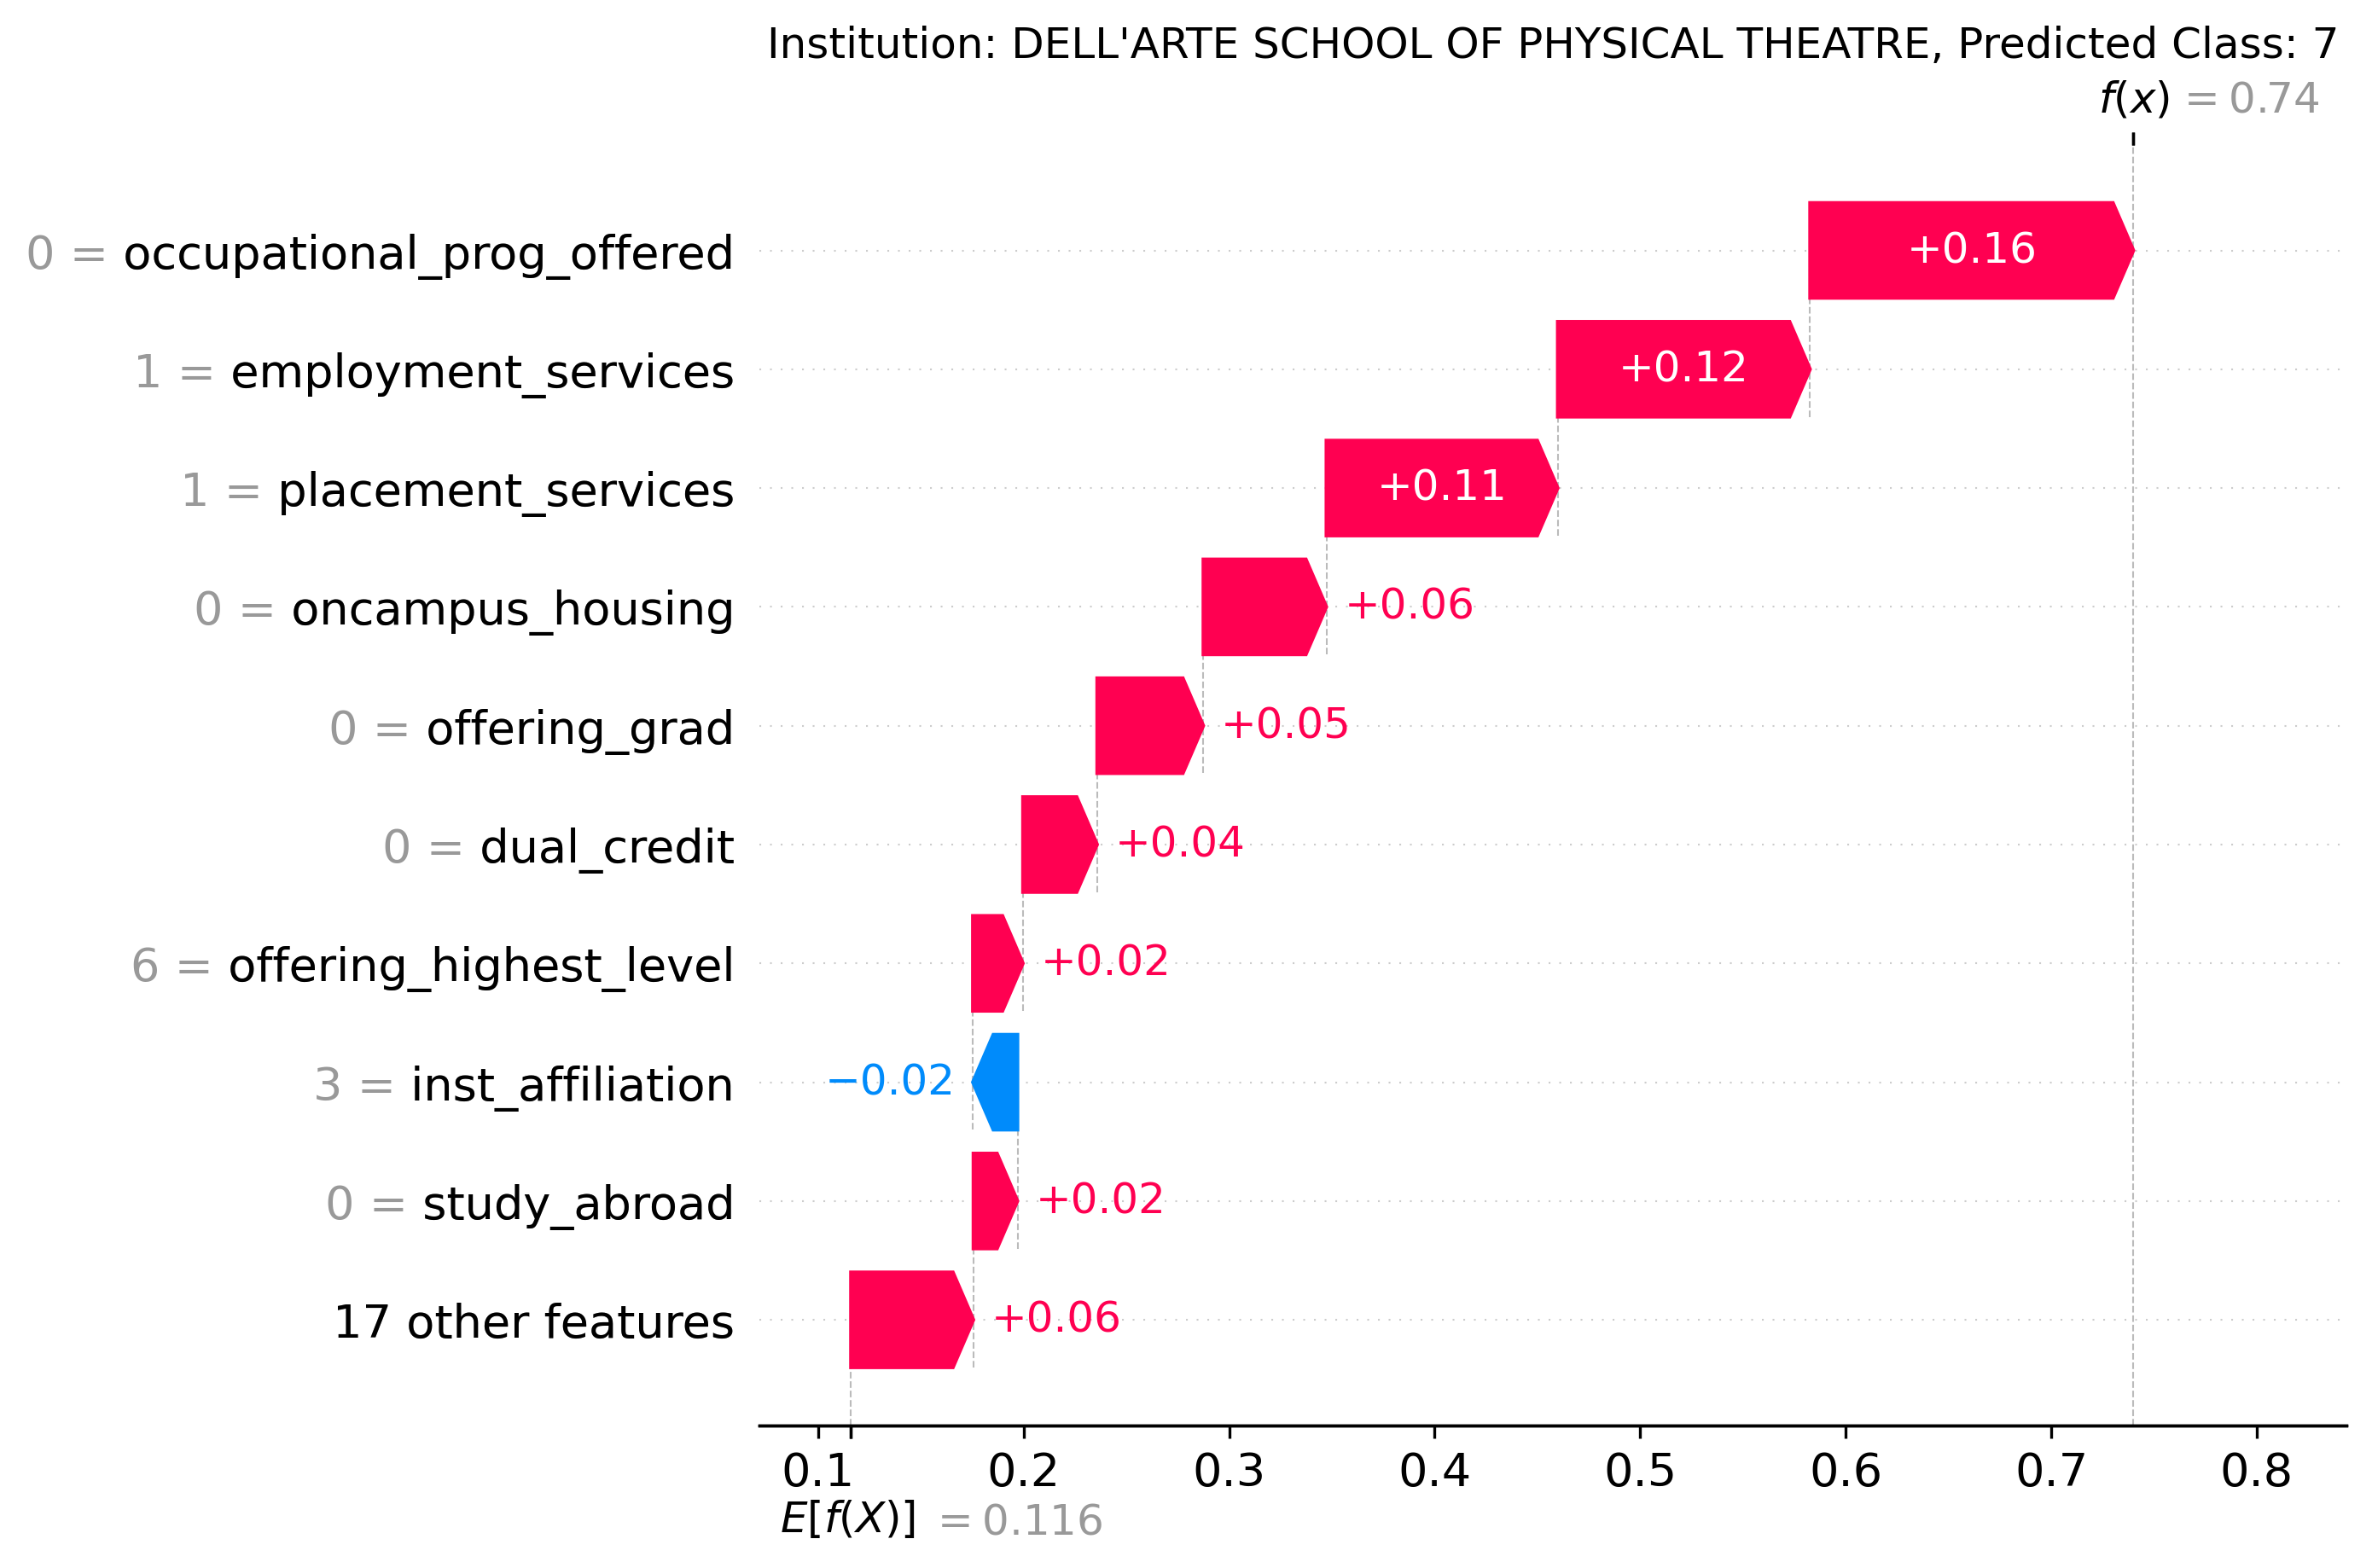 Institution: DELL'ARTE SCHOOL OF PHYSICAL THEATRE, Predicted Class: 7
f(x) = 0.74
0 = occupational_prog_offered +0.16
1 = employment_services +0.12
1 = placement_services +0.11
0 = oncampus_housing +0.06
0 = offering_grad +0.05
0 = dual_credit +0.04
6 = offering_highest_level +0.02
3 = inst_affiliation −0.02
0 = study_abroad +0.02
17 other features +0.06
0.1 0.2 0.3 0.4 0.5 0.6 0.7 0.8
E[f(X)] = 0.116